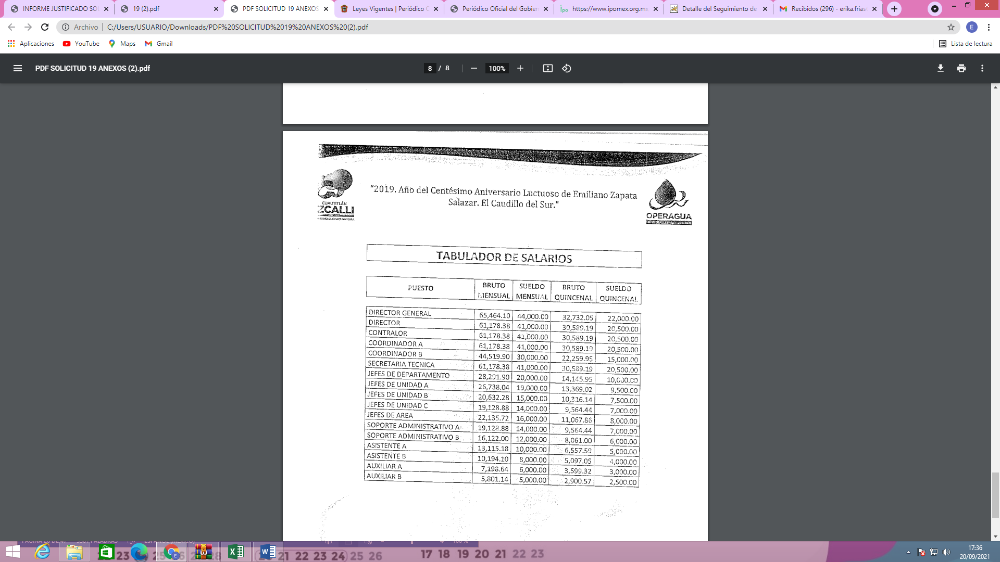 INFORME JUSTIFICADO SO
19 (2).pdf
PDF SOLICITUD 19 ANEXOS
Leyes Vigentes | Periódico O
Periódico Oficial del Gobier
https://www.ipomex.org.mx
Detalle del Seguimiento de
Recibidos (296) - erika.frias
Archivo C:/Users/USUARIO/Downloads/PDF%20SOLICITUD%2019%20ANEXOS%20(2).pdf E
Aplicaciones YouTube Maps Gmail Lista de lectura
PDF SOLICITUD 19 ANEXOS (2).pdf 8 / 8 100%
"2019. Año del Centésimo Aniversario Luctuoso de Emiliano Zapata
Salazar. El Caudillo del Sur."
CUAUTITLÁN
IZCALLI
OPERAGUA
TABULADOR DE SALARIOS
PUESTO BRUTO MENSUAL SUELDO MENSUAL BRUTO QUINCENAL SUELDO QUINCENAL
DIRECTOR GENERAL 65,464.10 44,000.00 32,732.05 22,000.00
DIRECTOR 61,178.38 41,000.00 30,589.19 20,500.00
CONTRALOR 61,178.38 41,000.00 30,589.19 20,500.00
COORDINADOR A 61,178.38 41,000.00 30,589.19 20,500.00
COORDINADOR B 44,519.90 30,000.00 22,259.95 15,000.00
SECRETARIA TECNICA 61,178.38 41,000.00 30,589.19 20,500.00
JEFES DE DEPARTAMENTO 28,291.90 20,000.00 14,145.95 10,000.00
JEFES DE UNIDAD A 26,738.04 19,000.00 13,369.02 9,500.00
JEFES DE UNIDAD B 20,632.28 15,000.00 10,316.14 7,500.00
JEFES DE UNIDAD C 19,128.88 14,000.00 9,564.44 7,000.00
JEFES DE AREA 22,135.72 16,000.00 11,067.86 8,000.00
SOPORTE ADMINISTRATIVO A 19,128.88 14,000.00 9,564.44 7,000.00
SOPORTE ADMINISTRATIVO B 16,122.00 12,000.00 8,061.00 6,000.00
ASISTENTE A 13,115.18 10,000.00 6,557.59 5,000.00
ASISTENTE B 10,194.10 8,000.00 5,097.05 4,000.00
AUXILIAR A 7,198.64 6,000.00 3,599.32 3,000.00
AUXILIAR B 5,801.14 5,000.00 2,900.57 2,500.00
23 21 22 23 24 25 26 17 18 19 20 21 22 23
17:36
20/09/2021